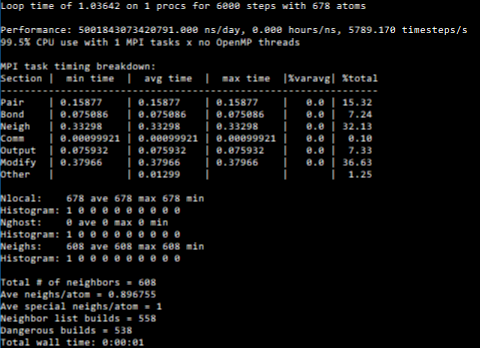 Loop time of 1.03642 on 1 procs for 6000 steps with 678 atoms
Performance: 5001843073420791.000 ns/day, 0.000 hours/ns, 5789.170 timesteps/s
99.5% CPU use with 1 MPI tasks x no OpenMP threads
MPI task timing breakdown:
Section | min time | avg time | max time |%varavg| %total
---------------------------------------------------------------
Pair | 0.15877 | 0.15877 | 0.15877 | 0.0 | 15.32
Bond | 0.075086 | 0.075086 | 0.075086 | 0.0 | 7.24
Neigh | 0.33298 | 0.33298 | 0.33298 | 0.0 | 32.13
Comm | 0.00099921 | 0.00099921 | 0.00099921 | 0.0 | 0.10
Output | 0.075932 | 0.075932 | 0.075932 | 0.0 | 7.33
Modify | 0.37966 | 0.37966 | 0.37966 | 0.0 | 36.63
Other | | 0.01299 | | | 1.25
Nlocal: 678 ave 678 max 678 min
Histogram: 1 0 0 0 0 0 0 0 0 0
Nghost: 0 ave 0 max 0 min
Histogram: 1 0 0 0 0 0 0 0 0 0
Neighs: 608 ave 608 max 608 min
Histogram: 1 0 0 0 0 0 0 0 0 0
Total # of neighbors = 608
Ave neighs/atom = 0.896755
Ave special neighs/atom = 1
Neighbor list builds = 558
Dangerous builds = 538
Total wall time: 0:00:01